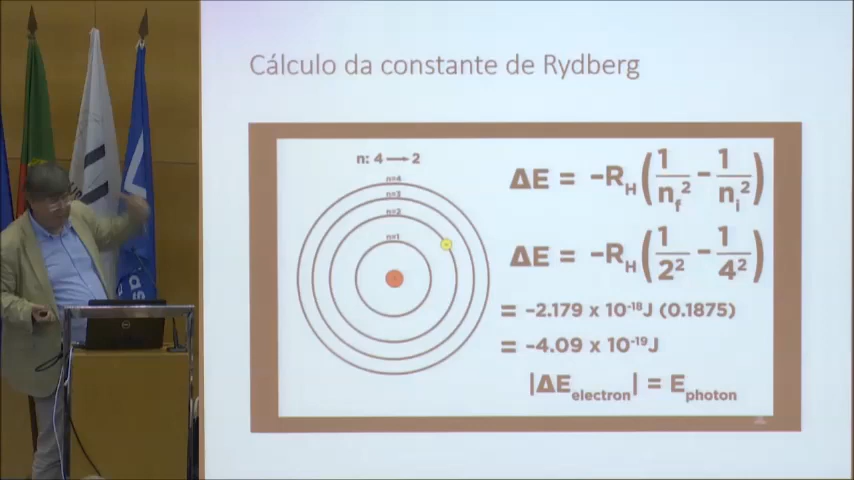 Cálculo da constante de Rydberg
n: 4 → 2
n=4
n=3
n=2
n=1
ΔE = -R_H (1/n_f² - 1/n_i²)
ΔE = -R_H (1/2² - 1/4²)
= -2.179 x 10⁻¹⁸J (0.1875)
= -4.09 x 10⁻¹⁹J
|ΔE_electron| = E_photon